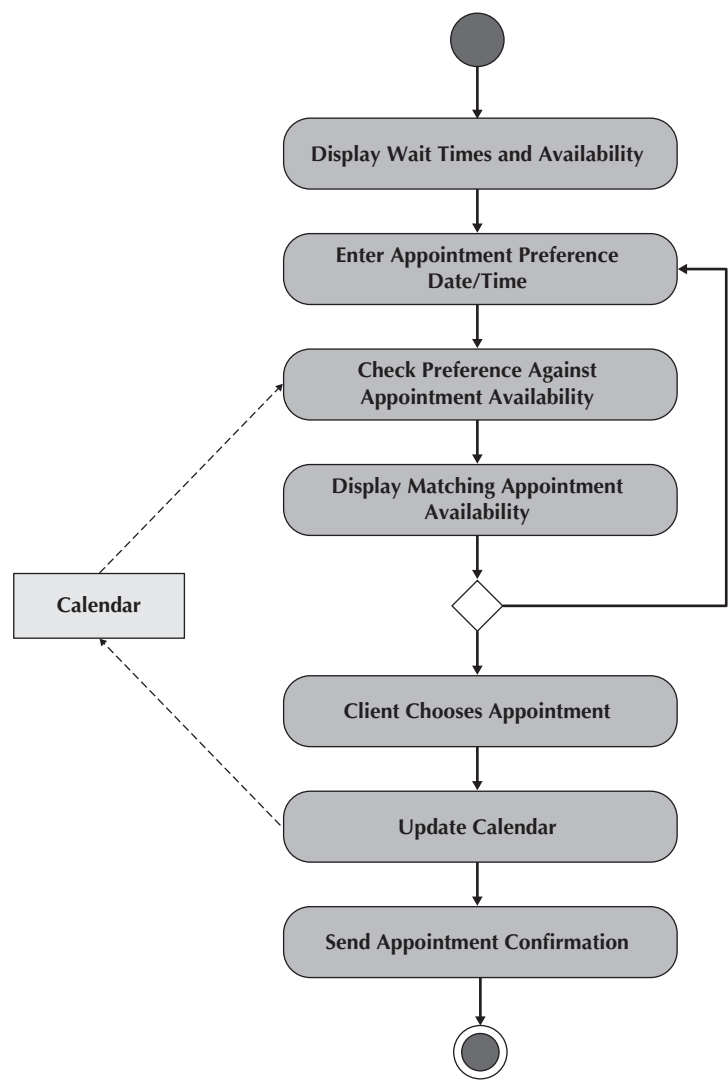 Display Wait Times and Availability
Enter Appointment Preference
Date/Time
Check Preference Against
Appointment Availability
Display Matching Appointment
Availability
Calendar
Client Chooses Appointment
Update Calendar
Send Appointment Confirmation